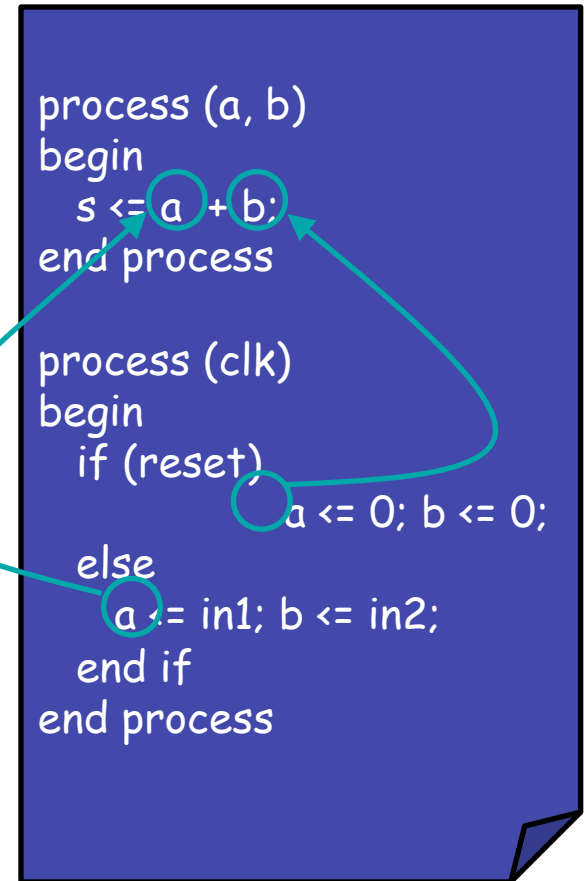 process (a, b)
begin
s <= a + b;
end process
process (clk)
begin
if (reset)
a <= 0; b <= 0;
else
a <= in1; b <= in2;
end if
end process